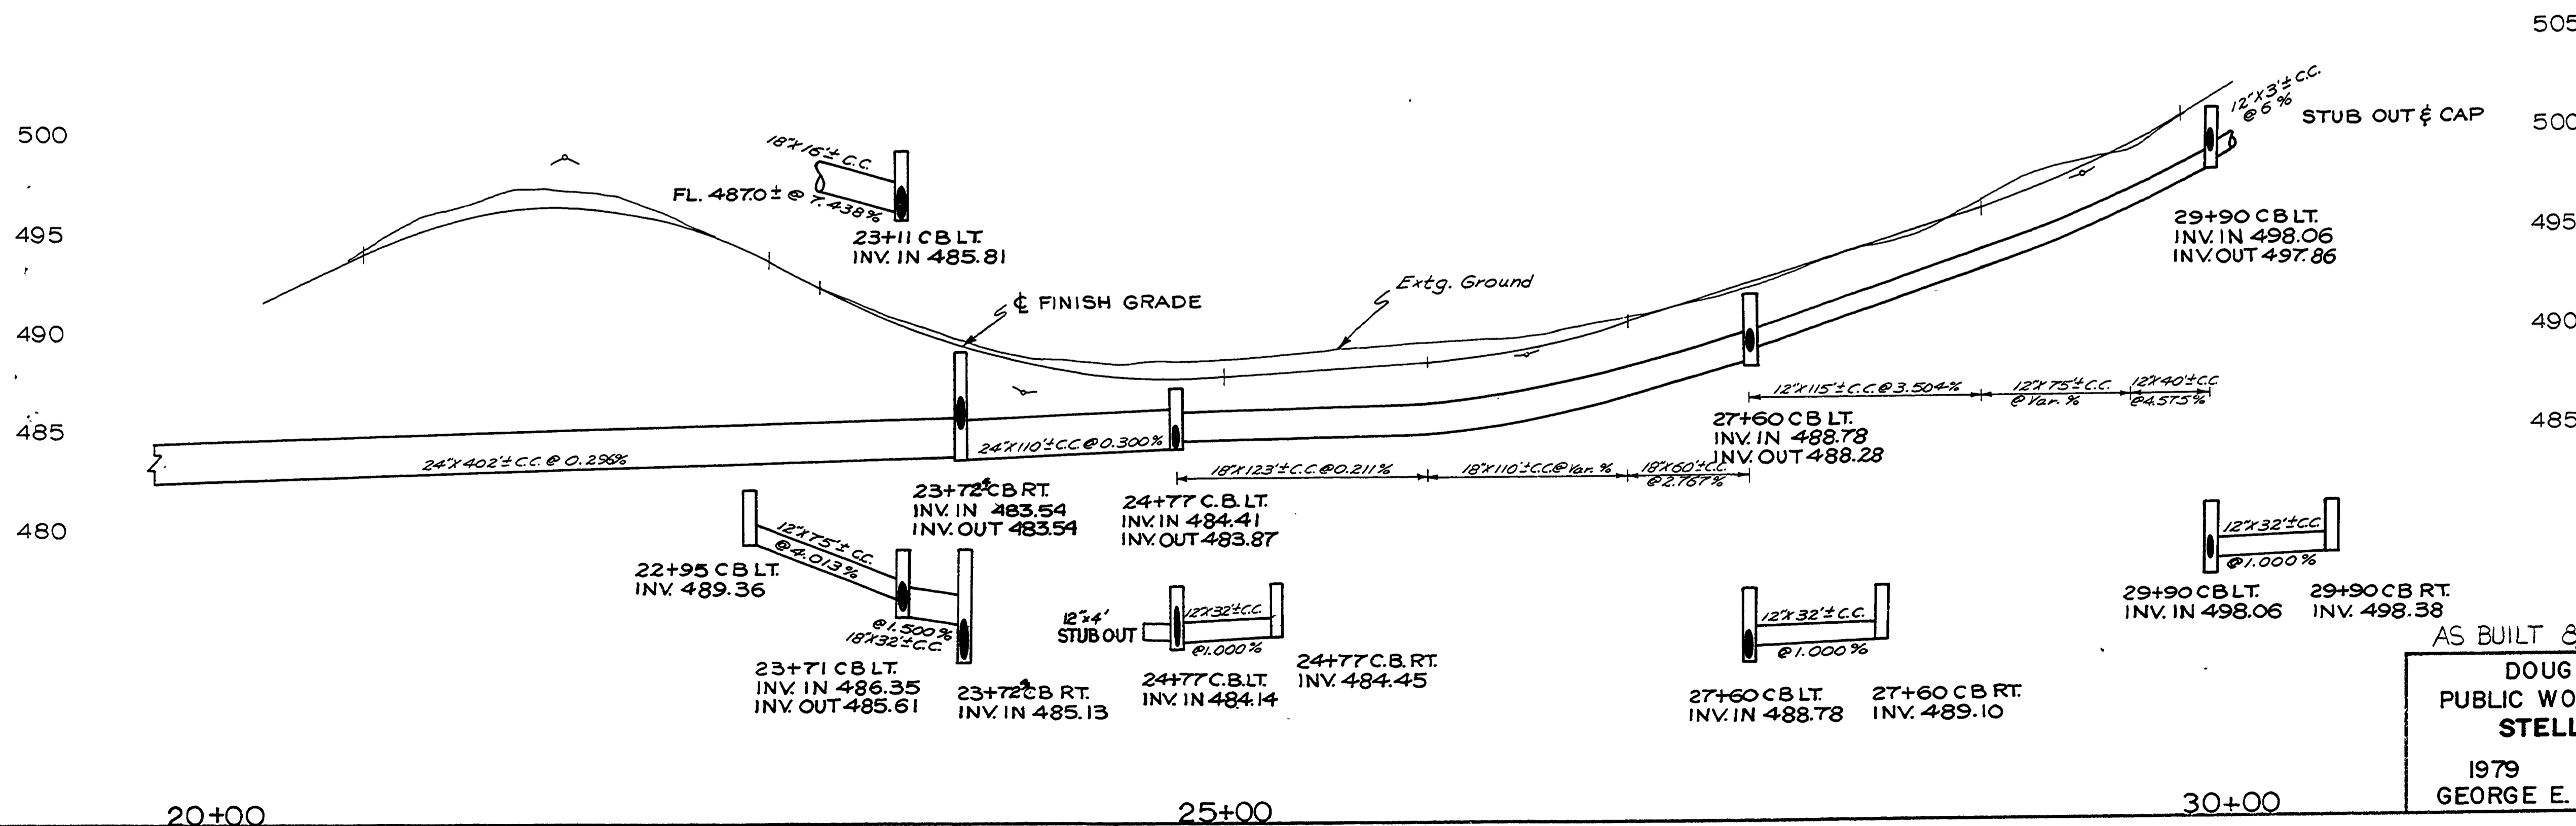 505
500
495
490
485
480
500
495
490
485
18"X16'± C.C.
FL. 487.0± @ 7.438%
23+11 CB LT.
INV. IN 485.81
℄ FINISH GRADE
Extg. Ground
12"X3'± C.C.
@ 6%
STUB OUT & CAP
29+90 CB LT.
INV. IN 498.06
INV. OUT 497.86
24"X402'± C.C. @ 0.296%
24"X110'± C.C. @ 0.300%
18"X123'± C.C. @ 0.211%
18"X110'± C.C. @ Var. %
18"X60'± C.C.
@ 2.767%
12"X115'± C.C. @ 3.504%
12"X75'± C.C.
@ Var. %
12"X40'± C.C.
@ 4.575%
27+60 CB LT.
INV. IN 488.78
INV. OUT 488.28
23+72 CB RT.
INV. IN 483.54
INV. OUT 483.54
24+77 C.B. LT.
INV. IN 484.41
INV. OUT 483.87
12"X75'± C.C.
@ 4.013%
22+95 CB LT.
INV. 489.36
@ 1.500%
18"X32'± C.C.
23+71 CB LT.
INV. IN 486.35
INV. OUT 485.61
23+72 CB RT.
INV. IN 485.13
12"x4'
STUB OUT
12"X32'± C.C.
@ 1.000%
24+77 C.B. LT.
INV. IN 484.14
24+77 C.B. RT.
INV. 484.45
12"X32'± C.C.
@ 1.000%
27+60 CB LT.
INV. IN 488.78
27+60 CB RT.
INV. 489.10
12"X32'± C.C.
@ 1.000%
29+90 CB LT.
INV. IN 498.06
29+90 CB RT.
INV. 498.38
AS BUILT 8
DOUG
PUBLIC WO
STELL
1979
GEORGE E.
20+00
25+00
30+00